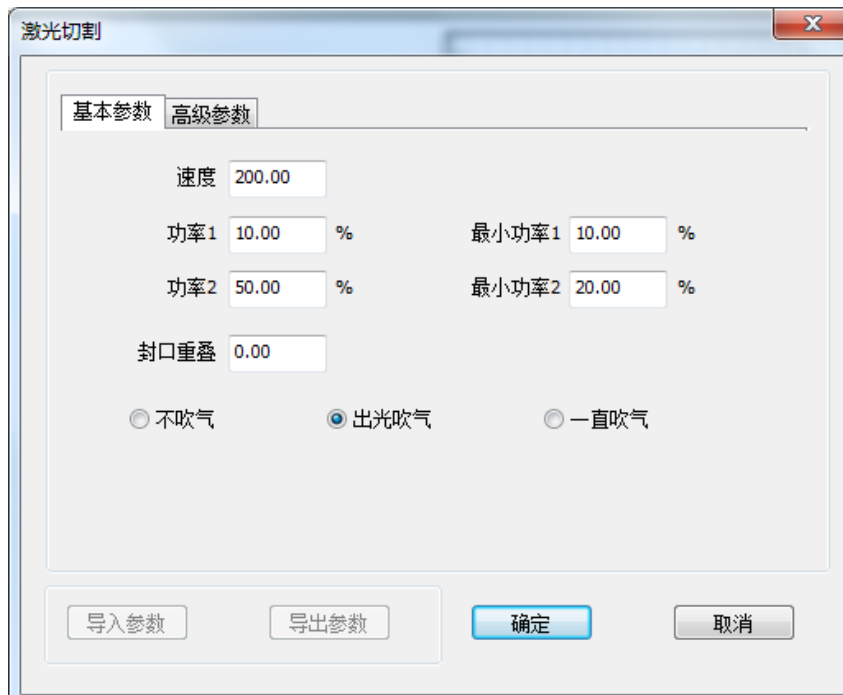 激光切割
基本参数 高级参数
速度 200.00
功率1 10.00 % 最小功率1 10.00 %
功率2 50.00 % 最小功率2 20.00 %
封口重叠 0.00
不吹气 出光吹气 一直吹气
导入参数 导出参数 确定 取消